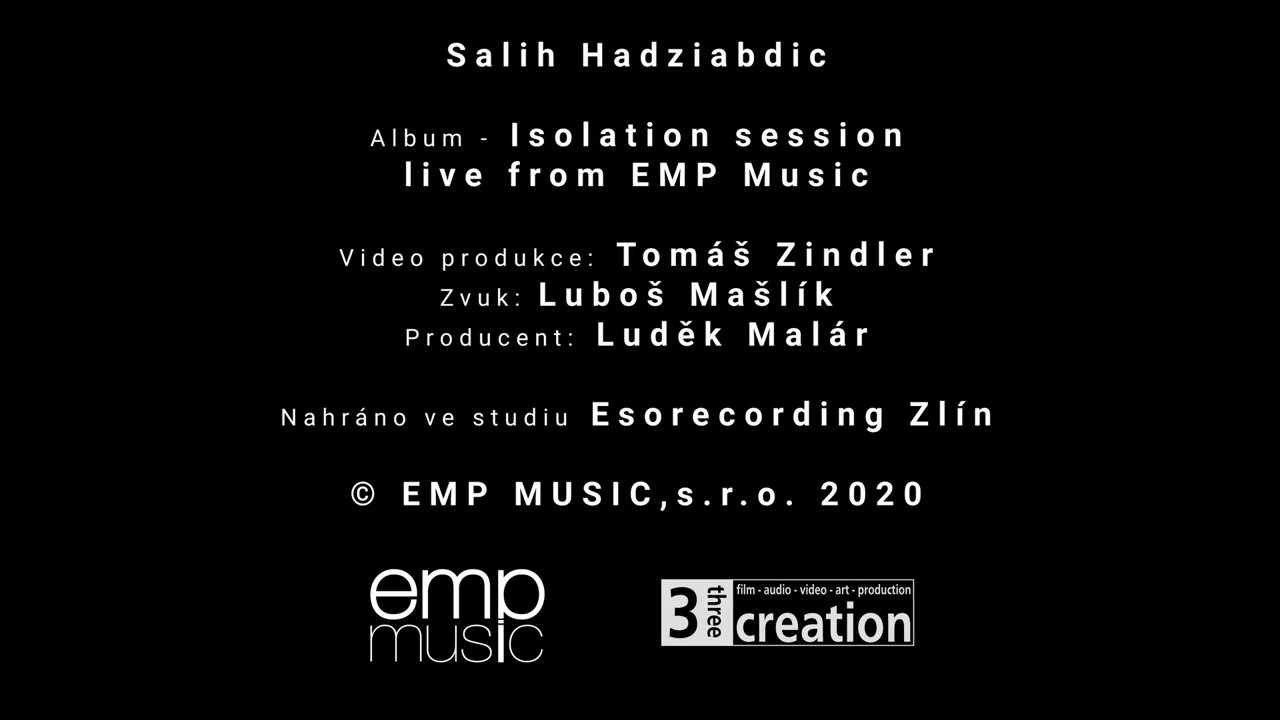 Salih Hadziabdic
Album - Isolation session
live from EMP Music
Video produkce: Tomáš Zindler
Zvuk: Luboš Mašlík
Producent: Luděk Malár
Nahráno ve studiu Esorecording Zlín
© EMP MUSIC,s.r.o. 2020
emp
music
3 three
film - audio - video - art - production
creation